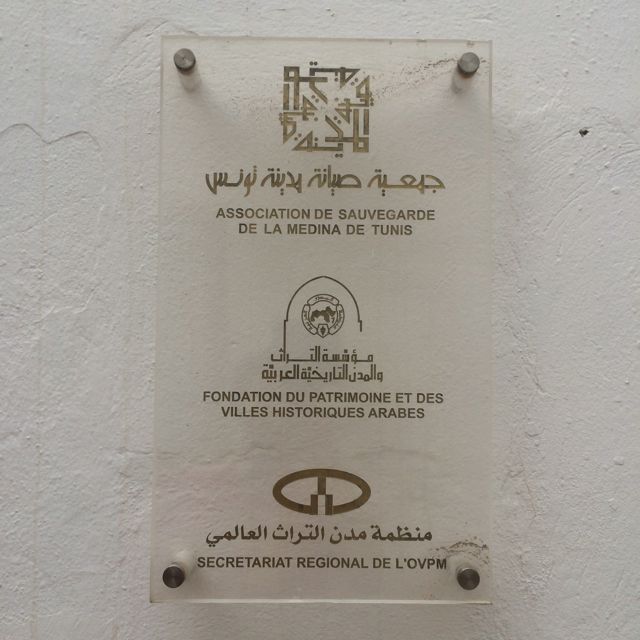 جمعية صيانة مدينة تونس
ASSOCIATION DE SAUVEGARDE
DE LA MEDINA DE TUNIS
مؤسسة التراث
والمدن التاريخية العربية
FONDATION DU PATRIMOINE ET DES
VILLES HISTORIQUES ARABES
منظمة مدن التراث العالمي
SECRETARIAT REGIONAL DE L'OVPM